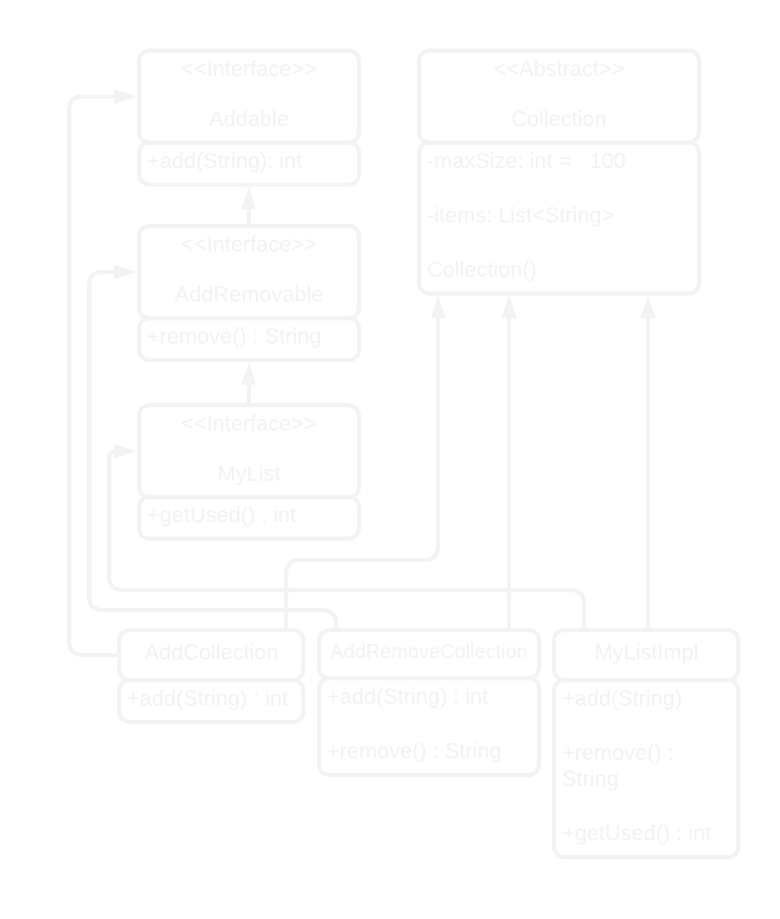 <<Interface>>
Addable
+add(String): int
<<Abstract>>
Collection
-maxSize: int =   100
-items: List<String>
Collection()
<<Interface>>
AddRemovable
+remove() : String
<<Interface>>
MyList
+getUsed() : int
AddCollection
+add(String) : int
AddRemoveCollection
+add(String) : int
+remove() : String
MyListImpl
+add(String)
+remove() :
String
+getUsed() : int